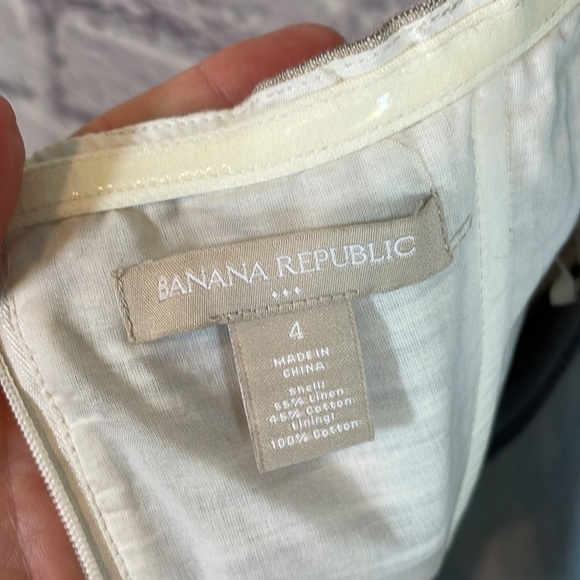 BANANA REPUBLIC
4
MADE IN
CHINA
Shell:
55% Linen
45% Cotton
Lining:
100% Cotton